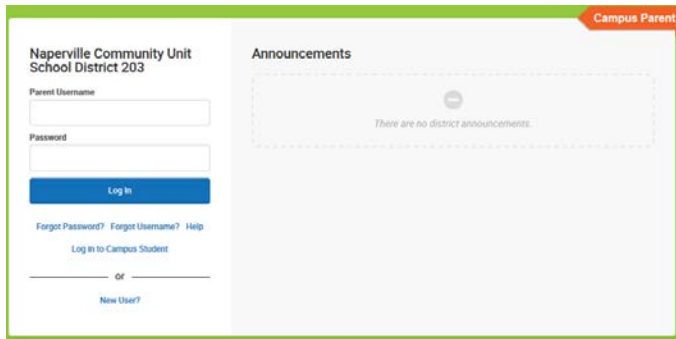 Campus Parent
Naperville Community Unit
School District 203
Parent Username
Password
Log In
Forgot Password? Forgot Username? Help
Log in to Campus Student
or
New User?
Announcements
There are no district announcements.